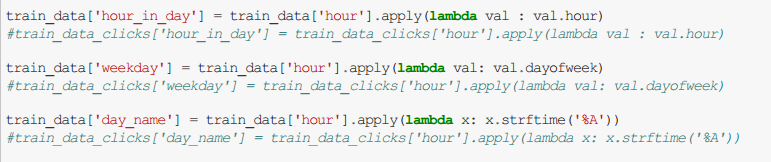 train_data['hour_in_day'] = train_data['hour'].apply(lambda val : val.hour)
#train_data_clicks['hour_in_day'] = train_data_clicks['hour'].apply(lambda val : val.hour)
train_data['weekday'] = train_data['hour'].apply(lambda val: val.dayofweek)
#train_data_clicks['weekday'] = train_data_clicks['hour'].apply(lambda val: val.dayofweek)
train_data['day_name'] = train_data['hour'].apply(lambda x: x.strftime('%A'))
#train_data_clicks['day_name'] = train_data_clicks['hour'].apply(lambda x: x.strftime('%A'))